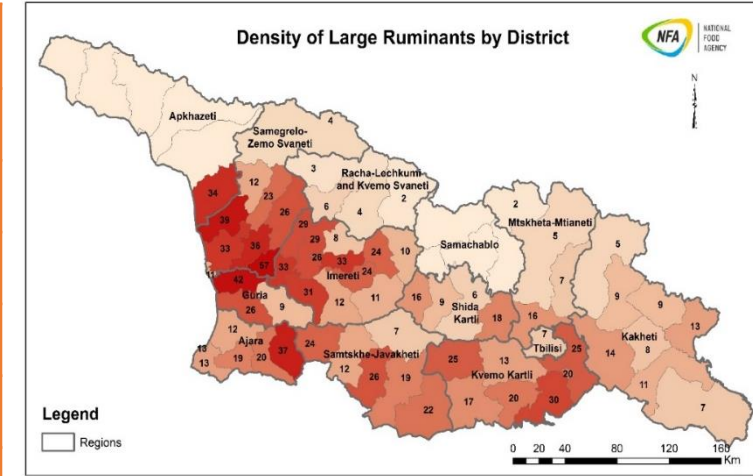 Density of Large Ruminants by District
NFA
NATIONAL
FOOD
AGENCY
N
Apkhazeti
4
Samegrelo-
Zemo Svaneti
3
12
23
34
26
Racha-Lechkumi
and Kvemo Svaneti
6
4
2
2
Mtskheta-Mtianeti
5
5
7
39
33
36
57
29
29
8
26
33
33
24
24
10
Imereti
31
12
11
Samachablo
11
42
Guria
26
9
16
9
6
Shida
Kartli
18
16
9
9
13
Kakheti
14
8
11
7
12
Ajara
13
13
19
20
37
24
7
Samtskhe-Javakheti
12
26
19
22
25
13
Kvemo Kartli
17
20
30
20
25
7
Tbilisi
Legend
Regions
0 20 40 80 120 160
Km